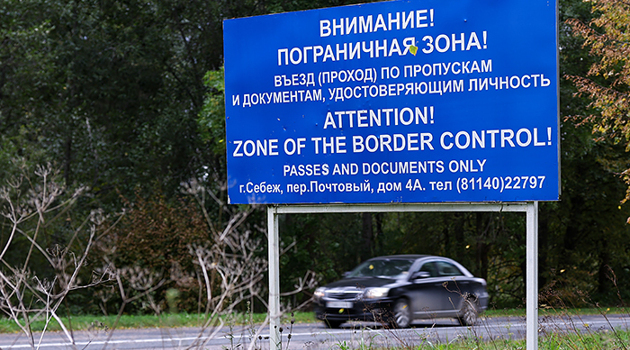 ВНИМАНИЕ!
ПОГРАНИЧНАЯ ЗОНА!
ВЪЕЗД (ПРОХОД) ПО ПРОПУСКАМ
И ДОКУМЕНТАМ, УДОСТОВЕРЯЮЩИМ ЛИЧНОСТЬ
ATTENTION!
ZONE OF THE BORDER CONTROL!
PASSES AND DOCUMENTS ONLY
г.Себеж, пер.Почтовый, дом 4А. тел (81140)22797